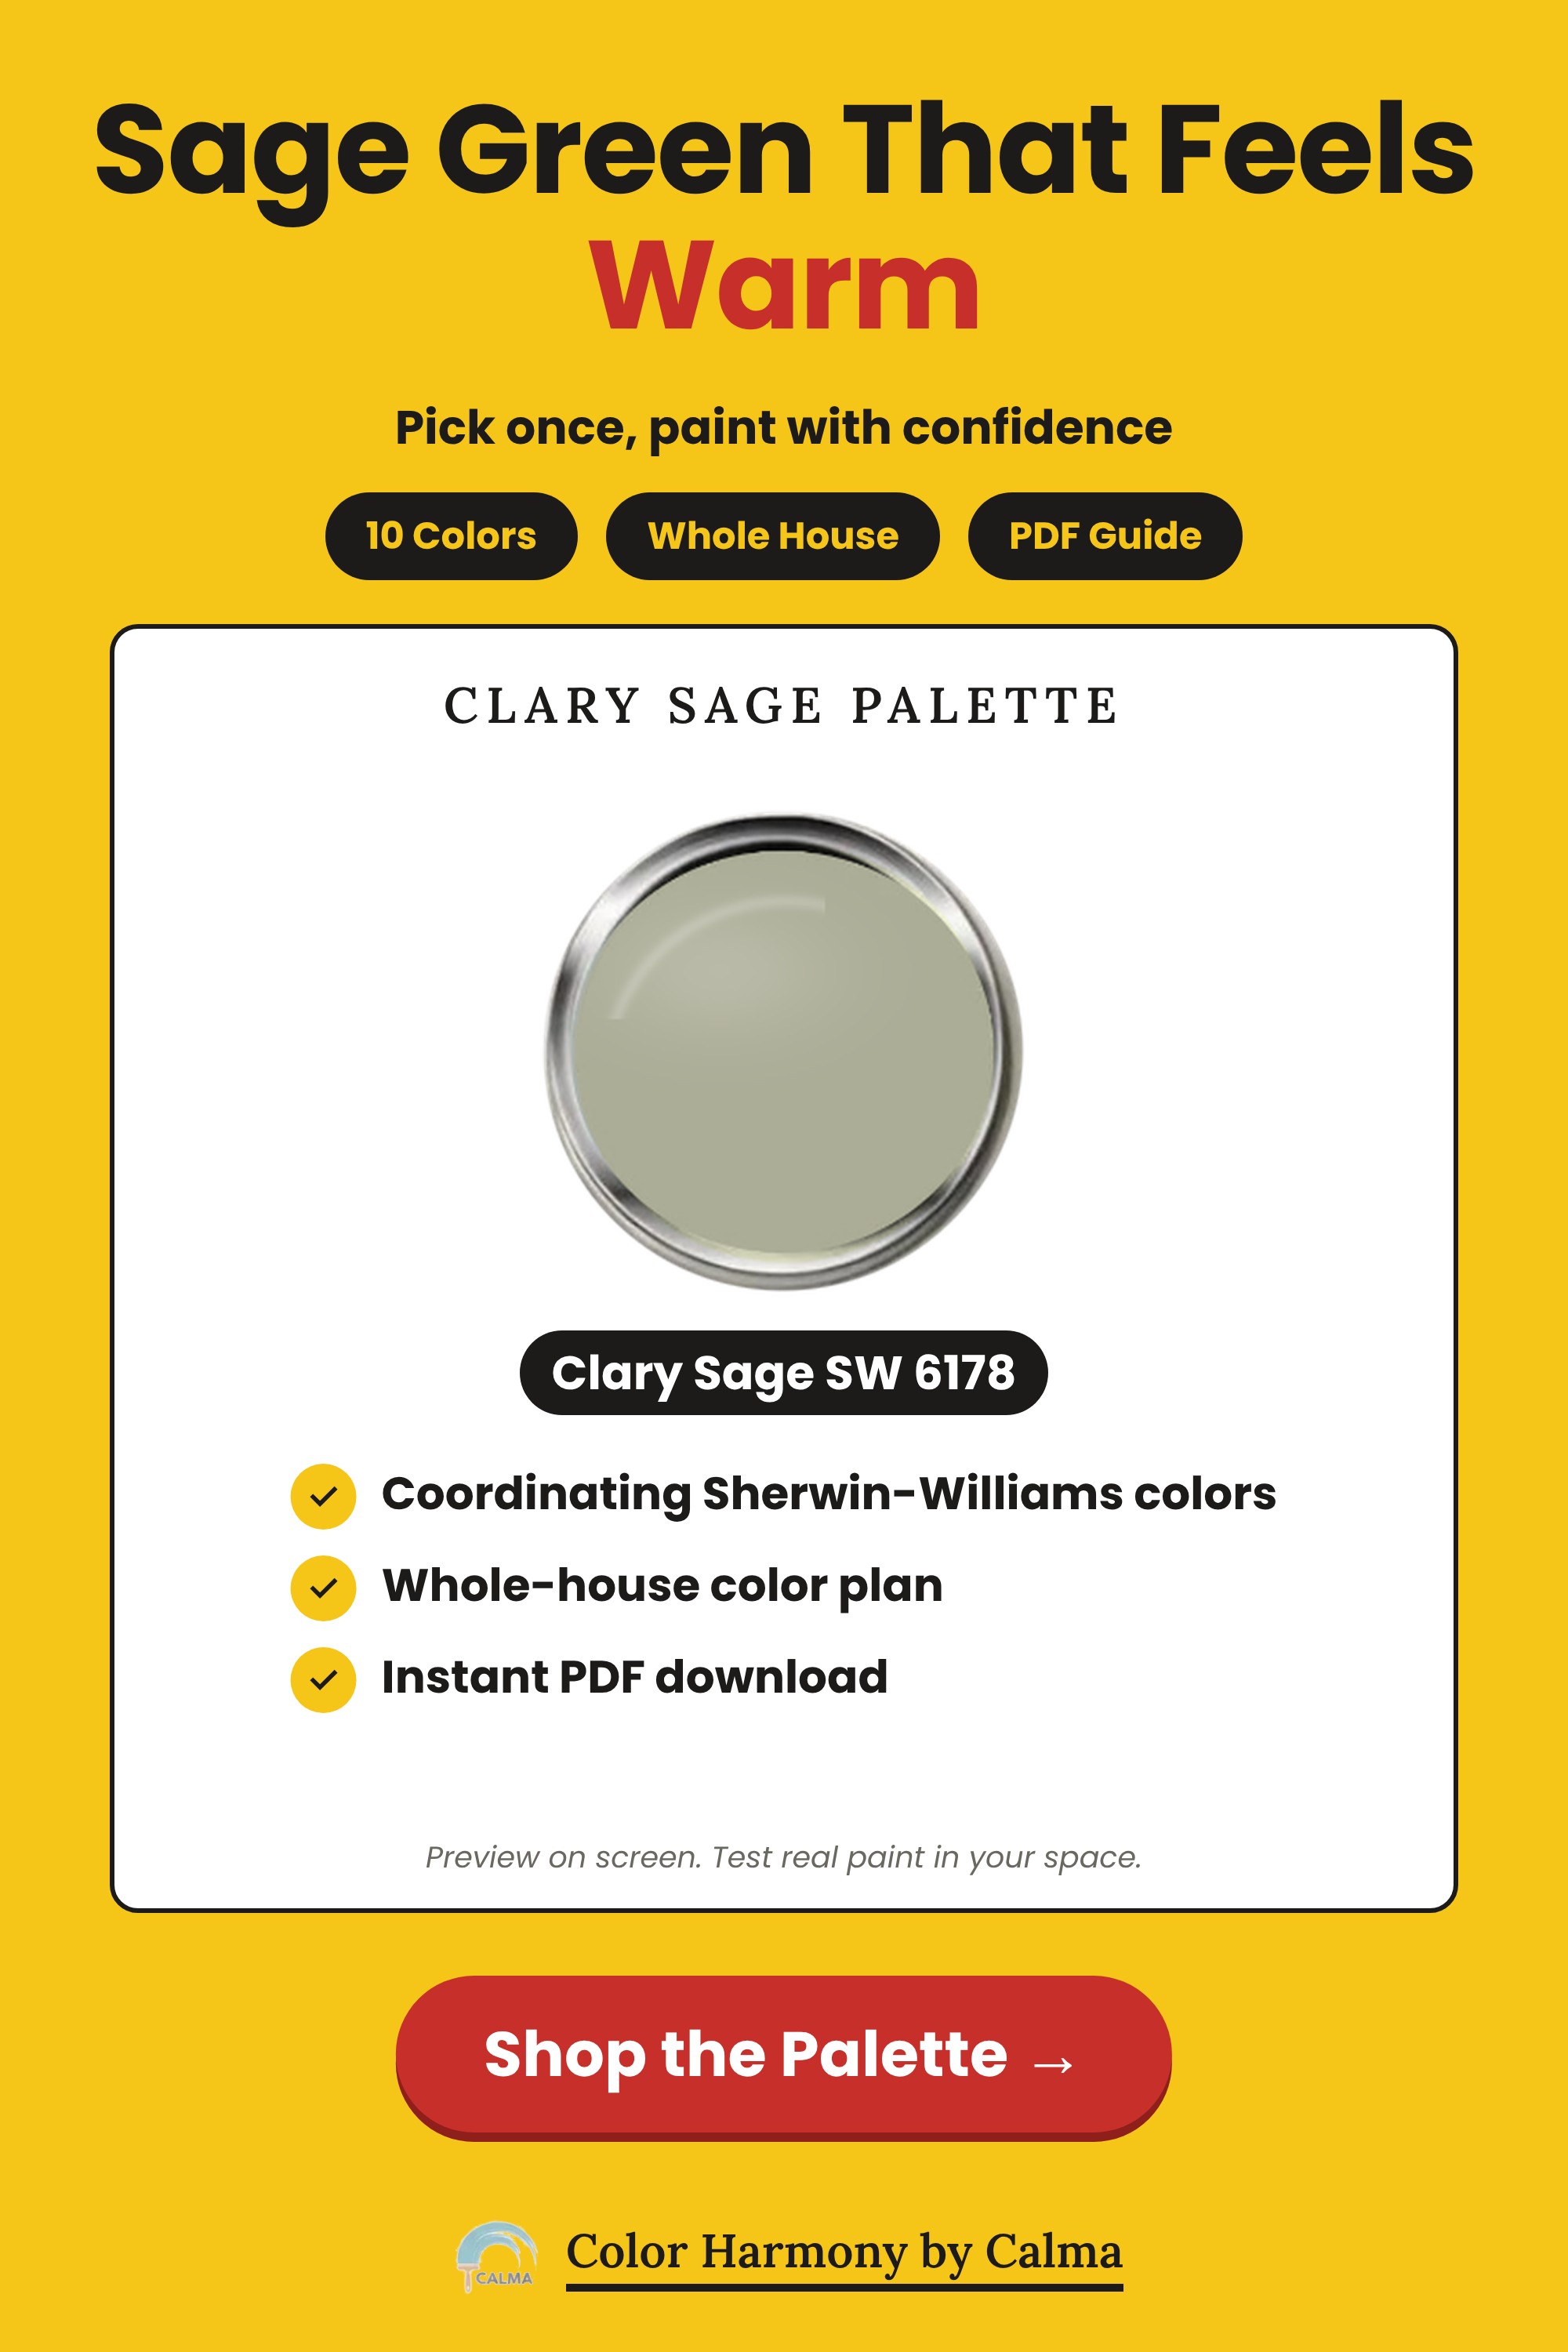 Sage Green That Feels
Warm
Pick once, paint with confidence
10 Colors
Whole House
PDF Guide
CLARY SAGE PALETTE
Clary Sage SW 6178
Coordinating Sherwin-Williams colors
Whole-house color plan
Instant PDF download
Preview on screen. Test real paint in your space.
Shop the Palette →
CALMA
Color Harmony by Calma